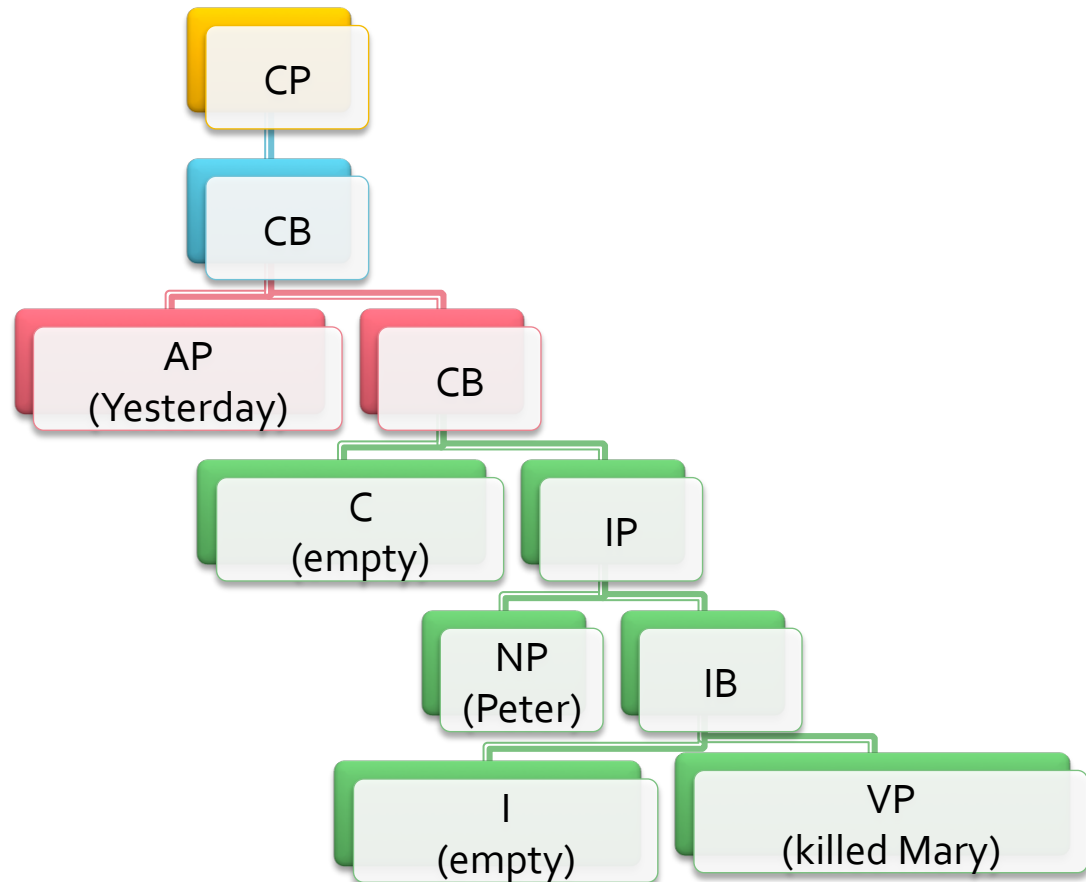 CP
CB
AP
(Yesterday)
CB
C
(empty)
IP
NP
(Peter)
IB
I
(empty)
VP
(killed Mary)